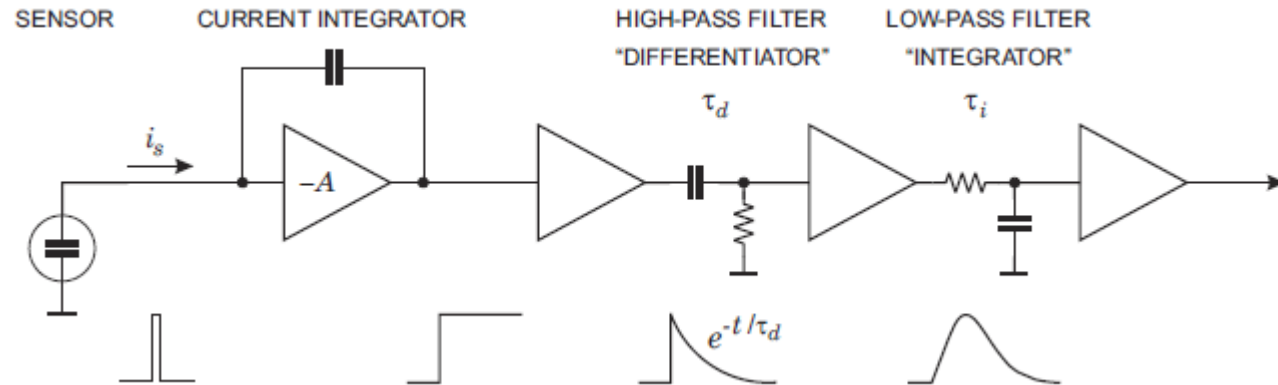 SENSOR
CURRENT INTEGRATOR
HIGH-PASS FILTER
“DIFFERENTIATOR”
LOW-PASS FILTER
“INTEGRATOR”
τd
τi
is
−A
e-t/τd